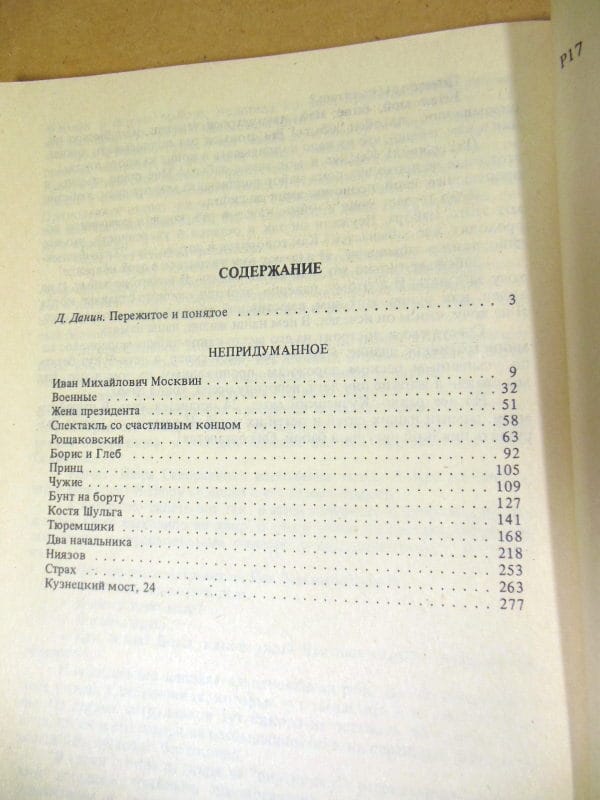 Р17
СОДЕРЖАНИЕ
Д. Данин. Пережитое и понятое . . . . . . . . . . . . . . . . . . . . 3
НЕПРИДУМАННОЕ
Иван Михайлович Москвин . . . . . . . . . . . . . . . . . . . . 9
Военные . . . . . . . . . . . . . . . . . . . . 32
Жена президента . . . . . . . . . . . . . . . . . . . . 51
Спектакль со счастливым концом . . . . . . . . . . . . . . . . . . . . 58
Рощаковский . . . . . . . . . . . . . . . . . . . . 63
Борис и Глеб . . . . . . . . . . . . . . . . . . . . 92
Принц . . . . . . . . . . . . . . . . . . . . 105
Чужие . . . . . . . . . . . . . . . . . . . . 109
Бунт на борту . . . . . . . . . . . . . . . . . . . . 127
Костя Шульга . . . . . . . . . . . . . . . . . . . . 141
Тюремщики . . . . . . . . . . . . . . . . . . . . 168
Два начальника . . . . . . . . . . . . . . . . . . . . 218
Ниязов . . . . . . . . . . . . . . . . . . . . 253
Страх . . . . . . . . . . . . . . . . . . . . 263
Кузнецкий мост, 24 . . . . . . . . . . . . . . . . . . . . 277